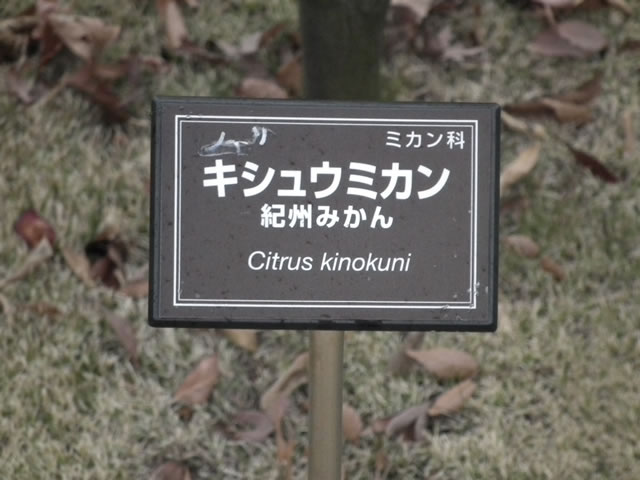 ミカン科
キシュウミカン
紀州みかん
Citrus kinokuni